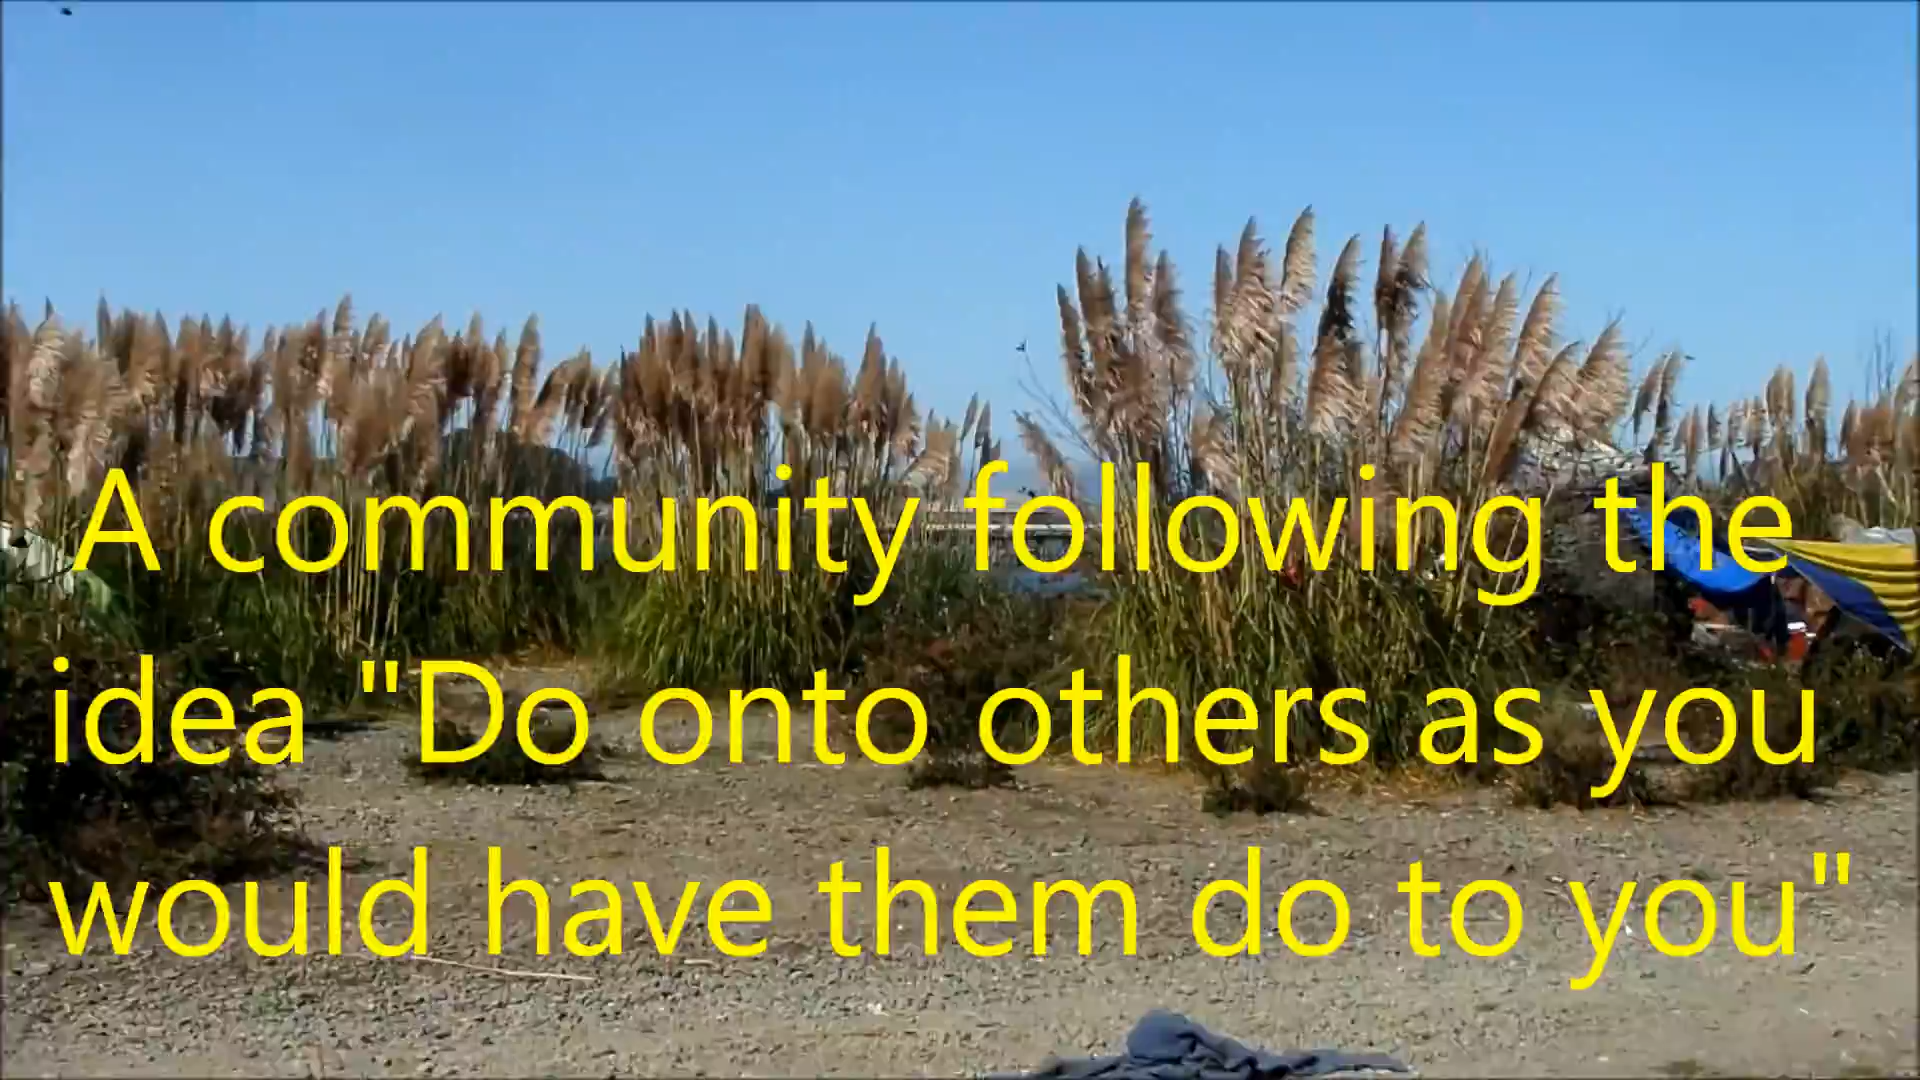 A community following the
idea "Do onto others as you
would have them do to you"